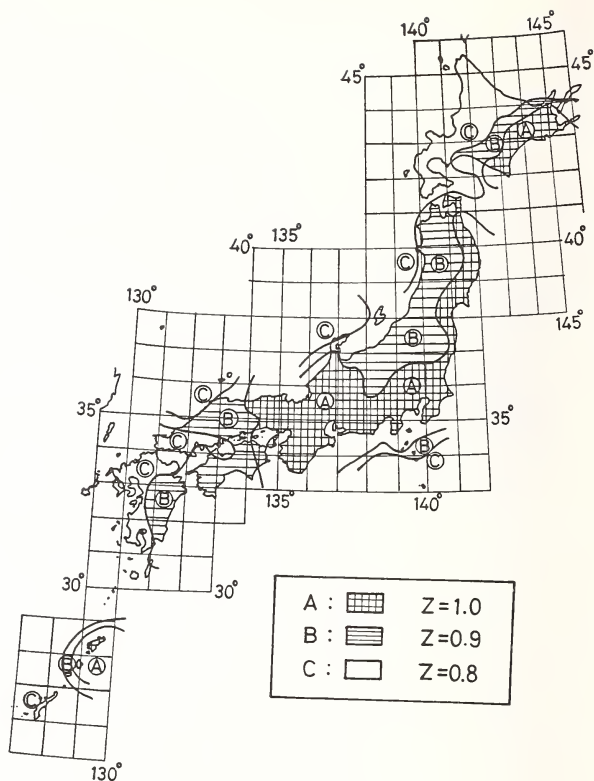 140° 145°
45° 45°
Ⓒ Ⓑ Ⓐ
40° 135° 40°
Ⓒ Ⓑ
130° 145°
Ⓒ Ⓑ
Ⓒ Ⓐ Ⓐ
35° Ⓑ 35°
Ⓒ Ⓑ
Ⓒ Ⓑ 135° 140° Ⓒ
30° 30°
A : Z=1.0
B : Z=0.9
C : Z=0.8
Ⓑ Ⓐ
Ⓒ
130°